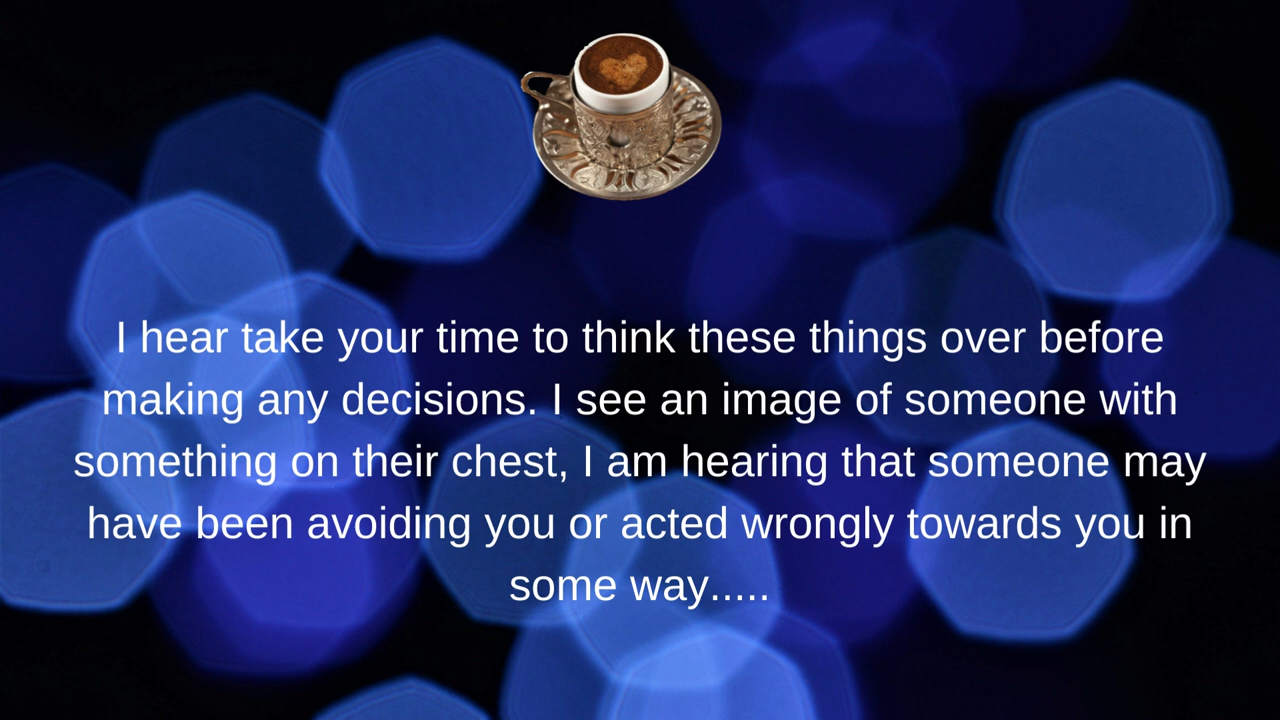 I hear take your time to think these things over before
making any decisions. I see an image of someone with
something on their chest, I am hearing that someone may
have been avoiding you or acted wrongly towards you in
some way.....